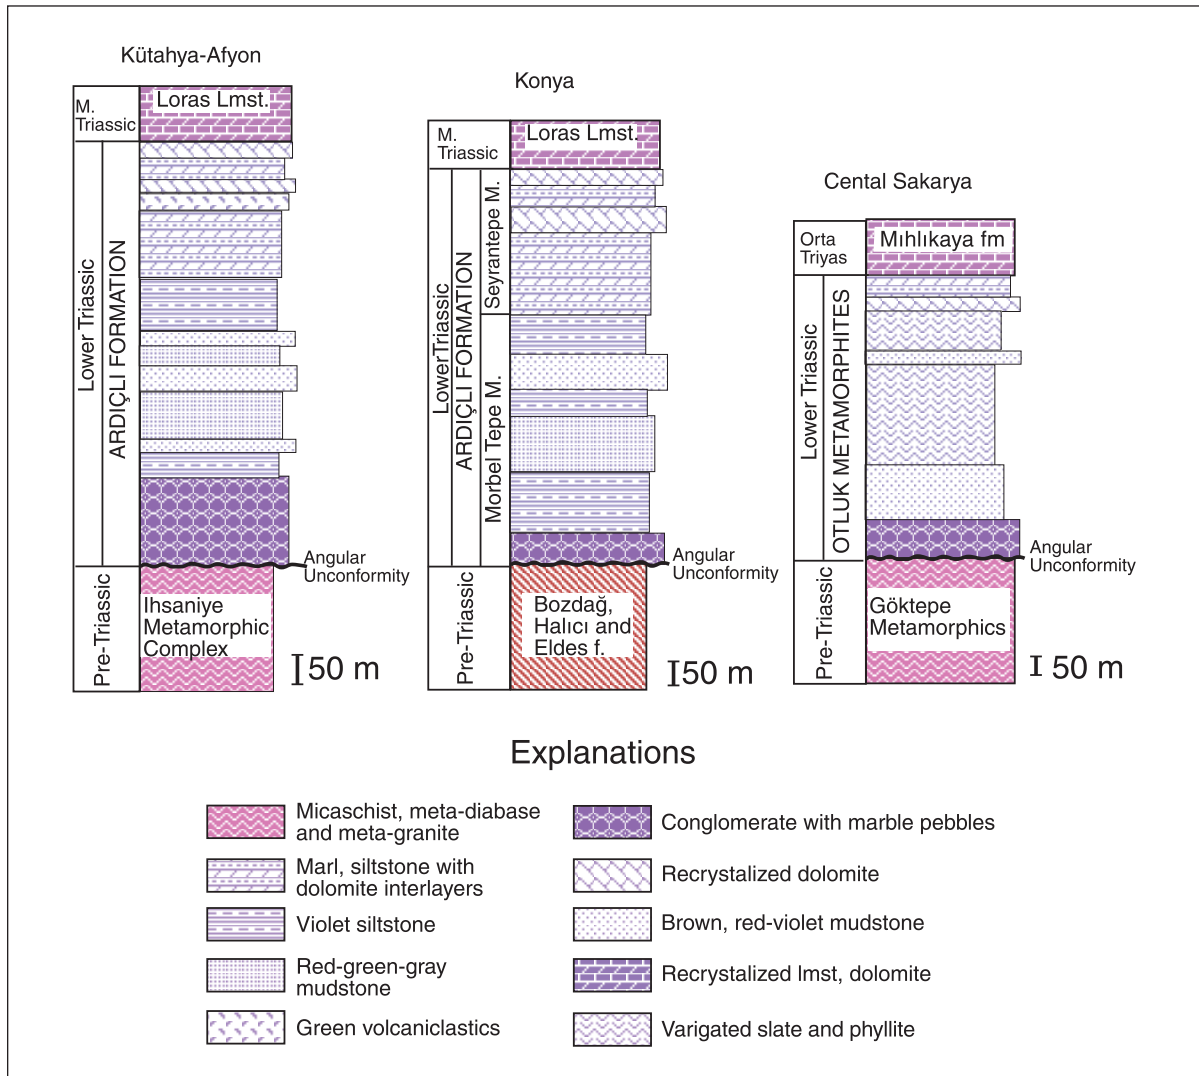 Kütahya-Afyon
M.
Triassic
Loras Lmst.
Lower Triassic
ARDIÇLI FORMATION
Angular
Unconformity
Pre-Triassic
Ihsaniye
Metamorphic
Complex
50 m
Konya
M.
Triassic
Loras Lmst.
LowerTriassic
ARDIÇLI FORMATION
Seyrantepe M.
Morbel Tepe M.
Angular
Unconformity
Pre-Triassic
Bozdağ,
Halıcı and
Eldes f.
50 m
Cental Sakarya
Orta
Triyas
Mıhlıkaya fm
Lower Triassic
OTLUK METAMORPHITES
Angular
Unconformity
Pre-Triassic
Göktepe
Metamorphics
50 m
Explanations
Micaschist, meta-diabase
and meta-granite
Marl, siltstone with
dolomite interlayers
Violet siltstone
Red-green-gray
mudstone
Green volcaniclastics
Conglomerate with marble pebbles
Recrystalized dolomite
Brown, red-violet mudstone
Recrystalized lmst, dolomite
Varigated slate and phyllite